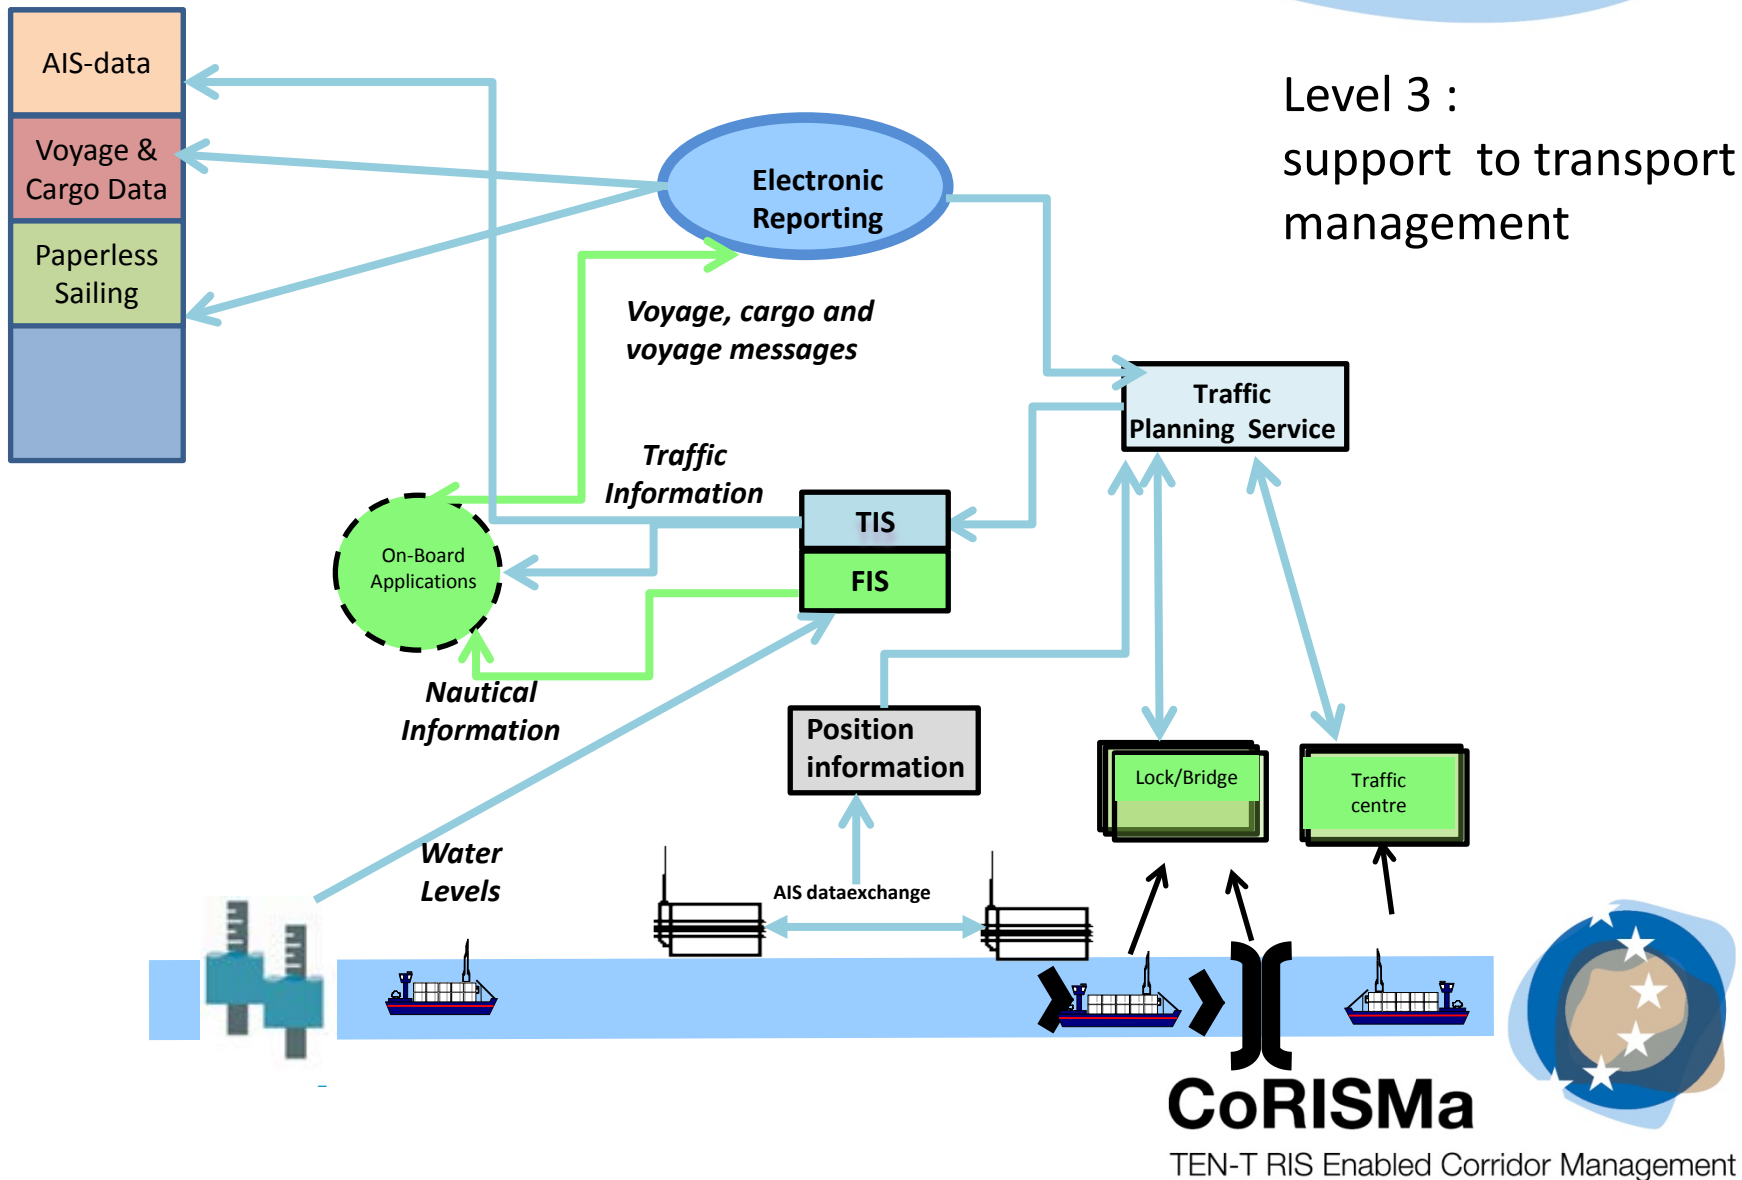 AIS-data
Voyage &
Cargo Data
Paperless
Sailing
Level 3 :
support to transport
management
Electronic
Reporting
Voyage, cargo and
voyage messages
Traffic
Planning Service
Traffic
Information
TIS
FIS
On-Board
Applications
Nautical
Information
Position
information
Lock/Bridge
Traffic
centre
Water
Levels
AIS dataexchange
CoRISMa
TEN-T RIS Enabled Corridor Management